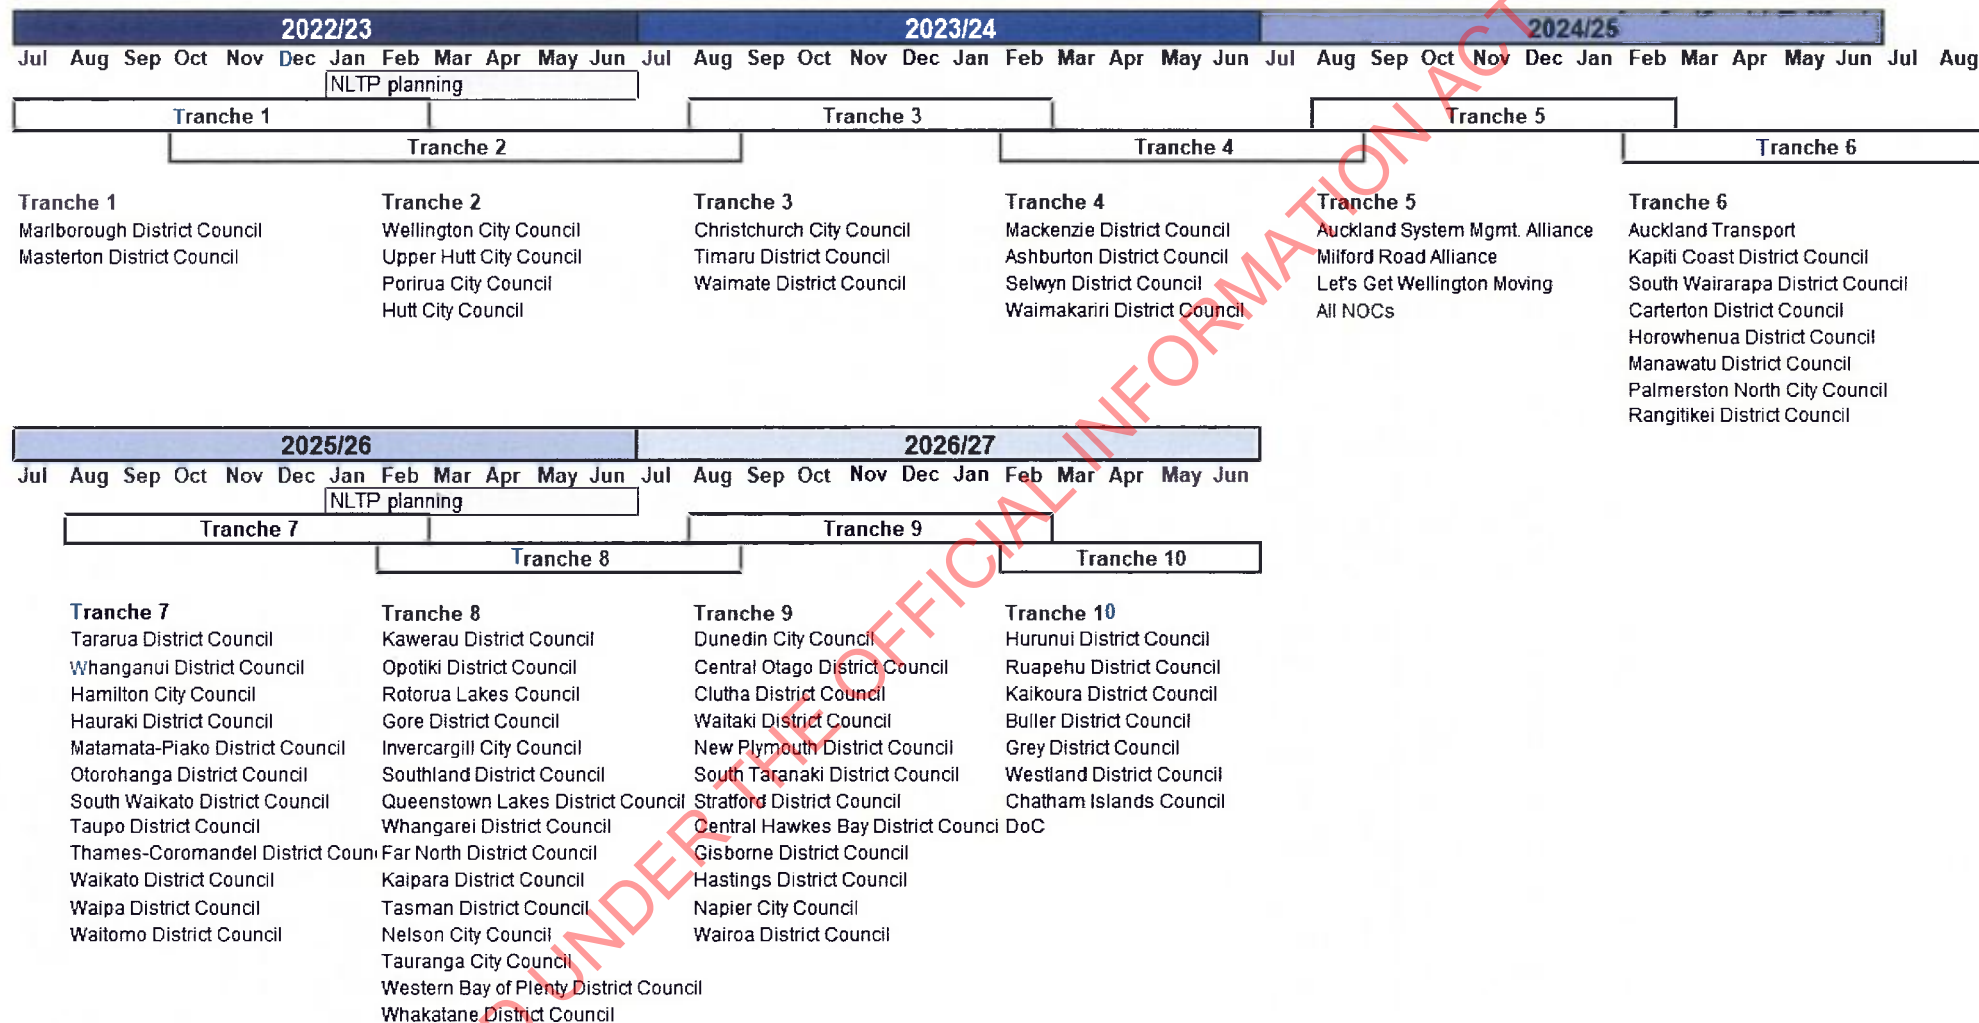 2022/23 2023/24 2024/25
Jul Aug Sep Oct Nov Dec Jan Feb Mar Apr May Jun Jul Aug Sep Oct Nov Dec Jan Feb Mar Apr May Jun Jul Aug Sep Oct Nov Dec Jan Feb Mar Apr May Jun Jul Aug
NLTP planning
Tranche 1 Tranche 3 Tranche 5
Tranche 2 Tranche 4 Tranche 6
Tranche 1
Marlborough District Council
Masterton District Council
Tranche 2
Wellington City Council
Upper Hutt City Council
Porirua City Council
Hutt City Council
Tranche 3
Christchurch City Council
Timaru District Council
Waimate District Council
Tranche 4
Mackenzie District Council
Ashburton District Council
Selwyn District Council
Waimakariri District Council
Tranche 5
Auckland System Mgmt. Alliance
Milford Road Alliance
Let's Get Wellington Moving
All NOCs
Tranche 6
Auckland Transport
Kapiti Coast District Council
South Wairarapa District Council
Carterton District Council
Horowhenua District Council
Manawatu District Council
Palmerston North City Council
Rangitikei District Council
2025/26 2026/27
Jul Aug Sep Oct Nov Dec Jan Feb Mar Apr May Jun Jul Aug Sep Oct Nov Dec Jan Feb Mar Apr May Jun
NLTP planning
Tranche 7 Tranche 9
Tranche 8 Tranche 10
Tranche 7
Tararua District Council
Whanganui District Council
Hamilton City Council
Hauraki District Council
Matamata-Piako District Council
Otorohanga District Council
South Waikato District Council
Taupo District Council
Thames-Coromandel District Coun
Waikato District Council
Waipa District Council
Waitomo District Council
Tranche 8
Kawerau District Council
Opotiki District Council
Rotorua Lakes Council
Gore District Council
Invercargill City Council
Southland District Council
Queenstown Lakes District Council
Whangarei District Council
Far North District Council
Kaipara District Council
Tasman District Council
Nelson City Council
Tauranga City Council
Western Bay of Plenty District Council
Whakatane District Council
Tranche 9
Dunedin City Council
Central Otago District Council
Clutha District Council
Waitaki District Council
New Plymouth District Council
South Taranaki District Council
Stratford District Council
Central Hawkes Bay District Counci
Gisborne District Council
Hastings District Council
Napier City Council
Wairoa District Council
Tranche 10
Hurunui District Council
Ruapehu District Council
Kaikoura District Council
Buller District Council
Grey District Council
Westland District Council
Chatham Islands Council
DoC
UNDER THE OFFICIAL INFORMATION ACT